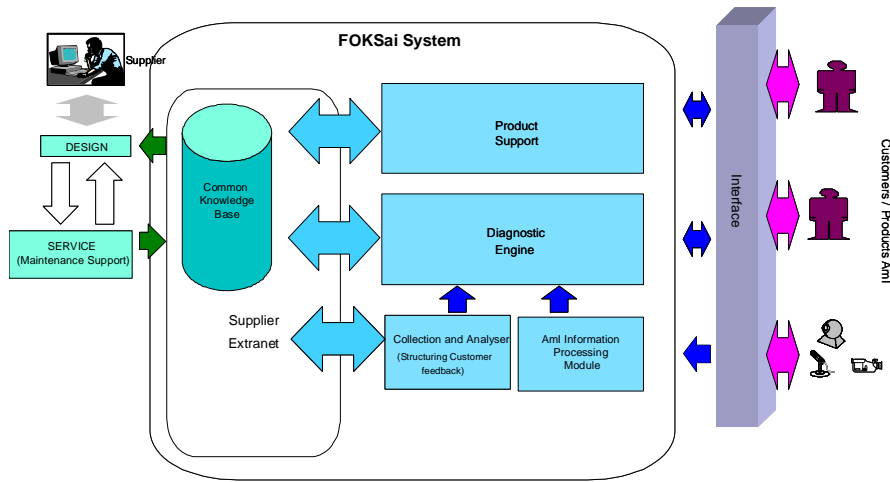 FOKSai System
Supplier
DESIGN
SERVICE
(Maintenance Support)
Common
Knowledge
Base
Supplier
Extranet
Product
Support
Diagnostic
Engine
Collection and Analyser
(Structuring Customer
feedback)
AmI Information
Processing
Module
Interface
Customers / Products AmI